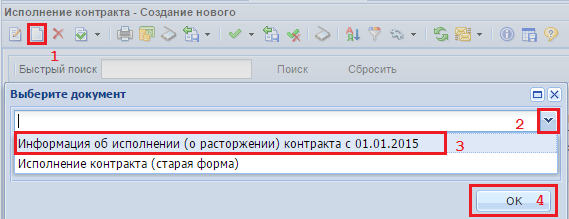 Исполнение контракта - Создание нового
1
Быстрый поиск
Поиск
Сбросить
Выберите документ
2
Информация об исполнении (о расторжении) контракта с 01.01.2015
3
Исполнение контракта (старая форма)
OK 4